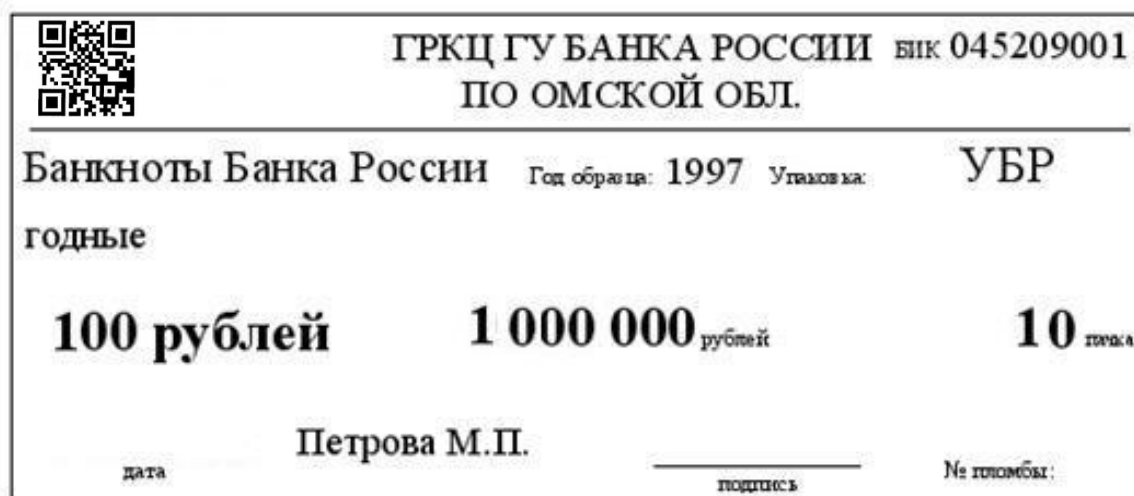 ГРКЦ ГУ БАНКА РОССИИ БИК 045209001
ПО ОМСКОЙ ОБЛ.
Банкноты Банка России Год образца: 1997 Упаковка: УБР
годные
100 рублей 1 000 000 рублей 10 пачка
Петрова М.П.
дата подпись № пломбы: